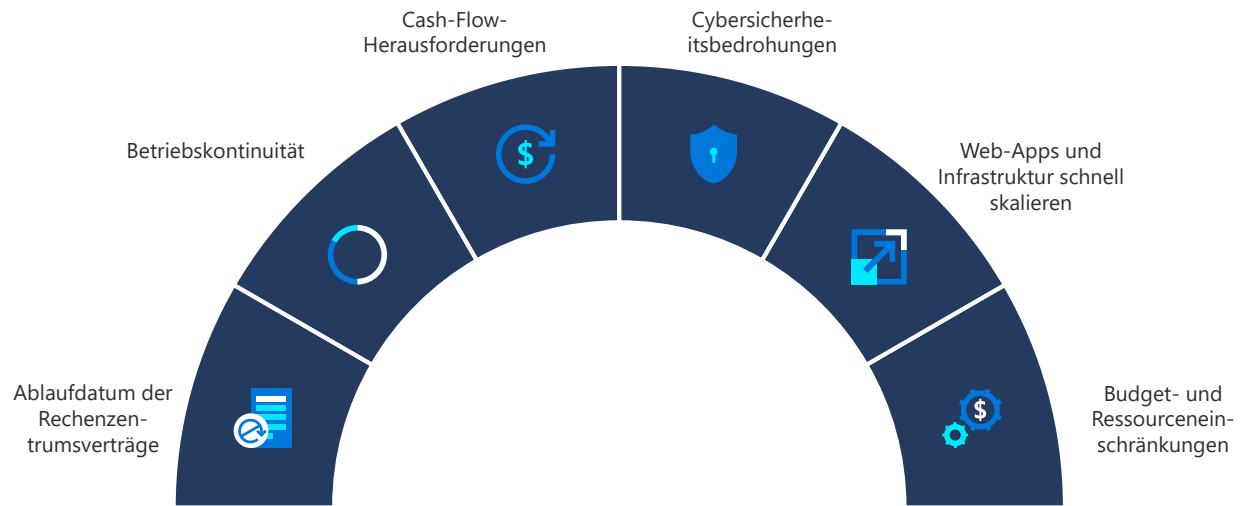 Cash-Flow-
Herausforderungen
Cybersicherhe-
itsbedrohungen
Betriebskontinuität
Web-Apps und
Infrastruktur schnell
skalieren
Ablaufdatum der
Rechenzen-
trumsverträge
Budget- und
Ressourcenein-
schränkungen
$
$